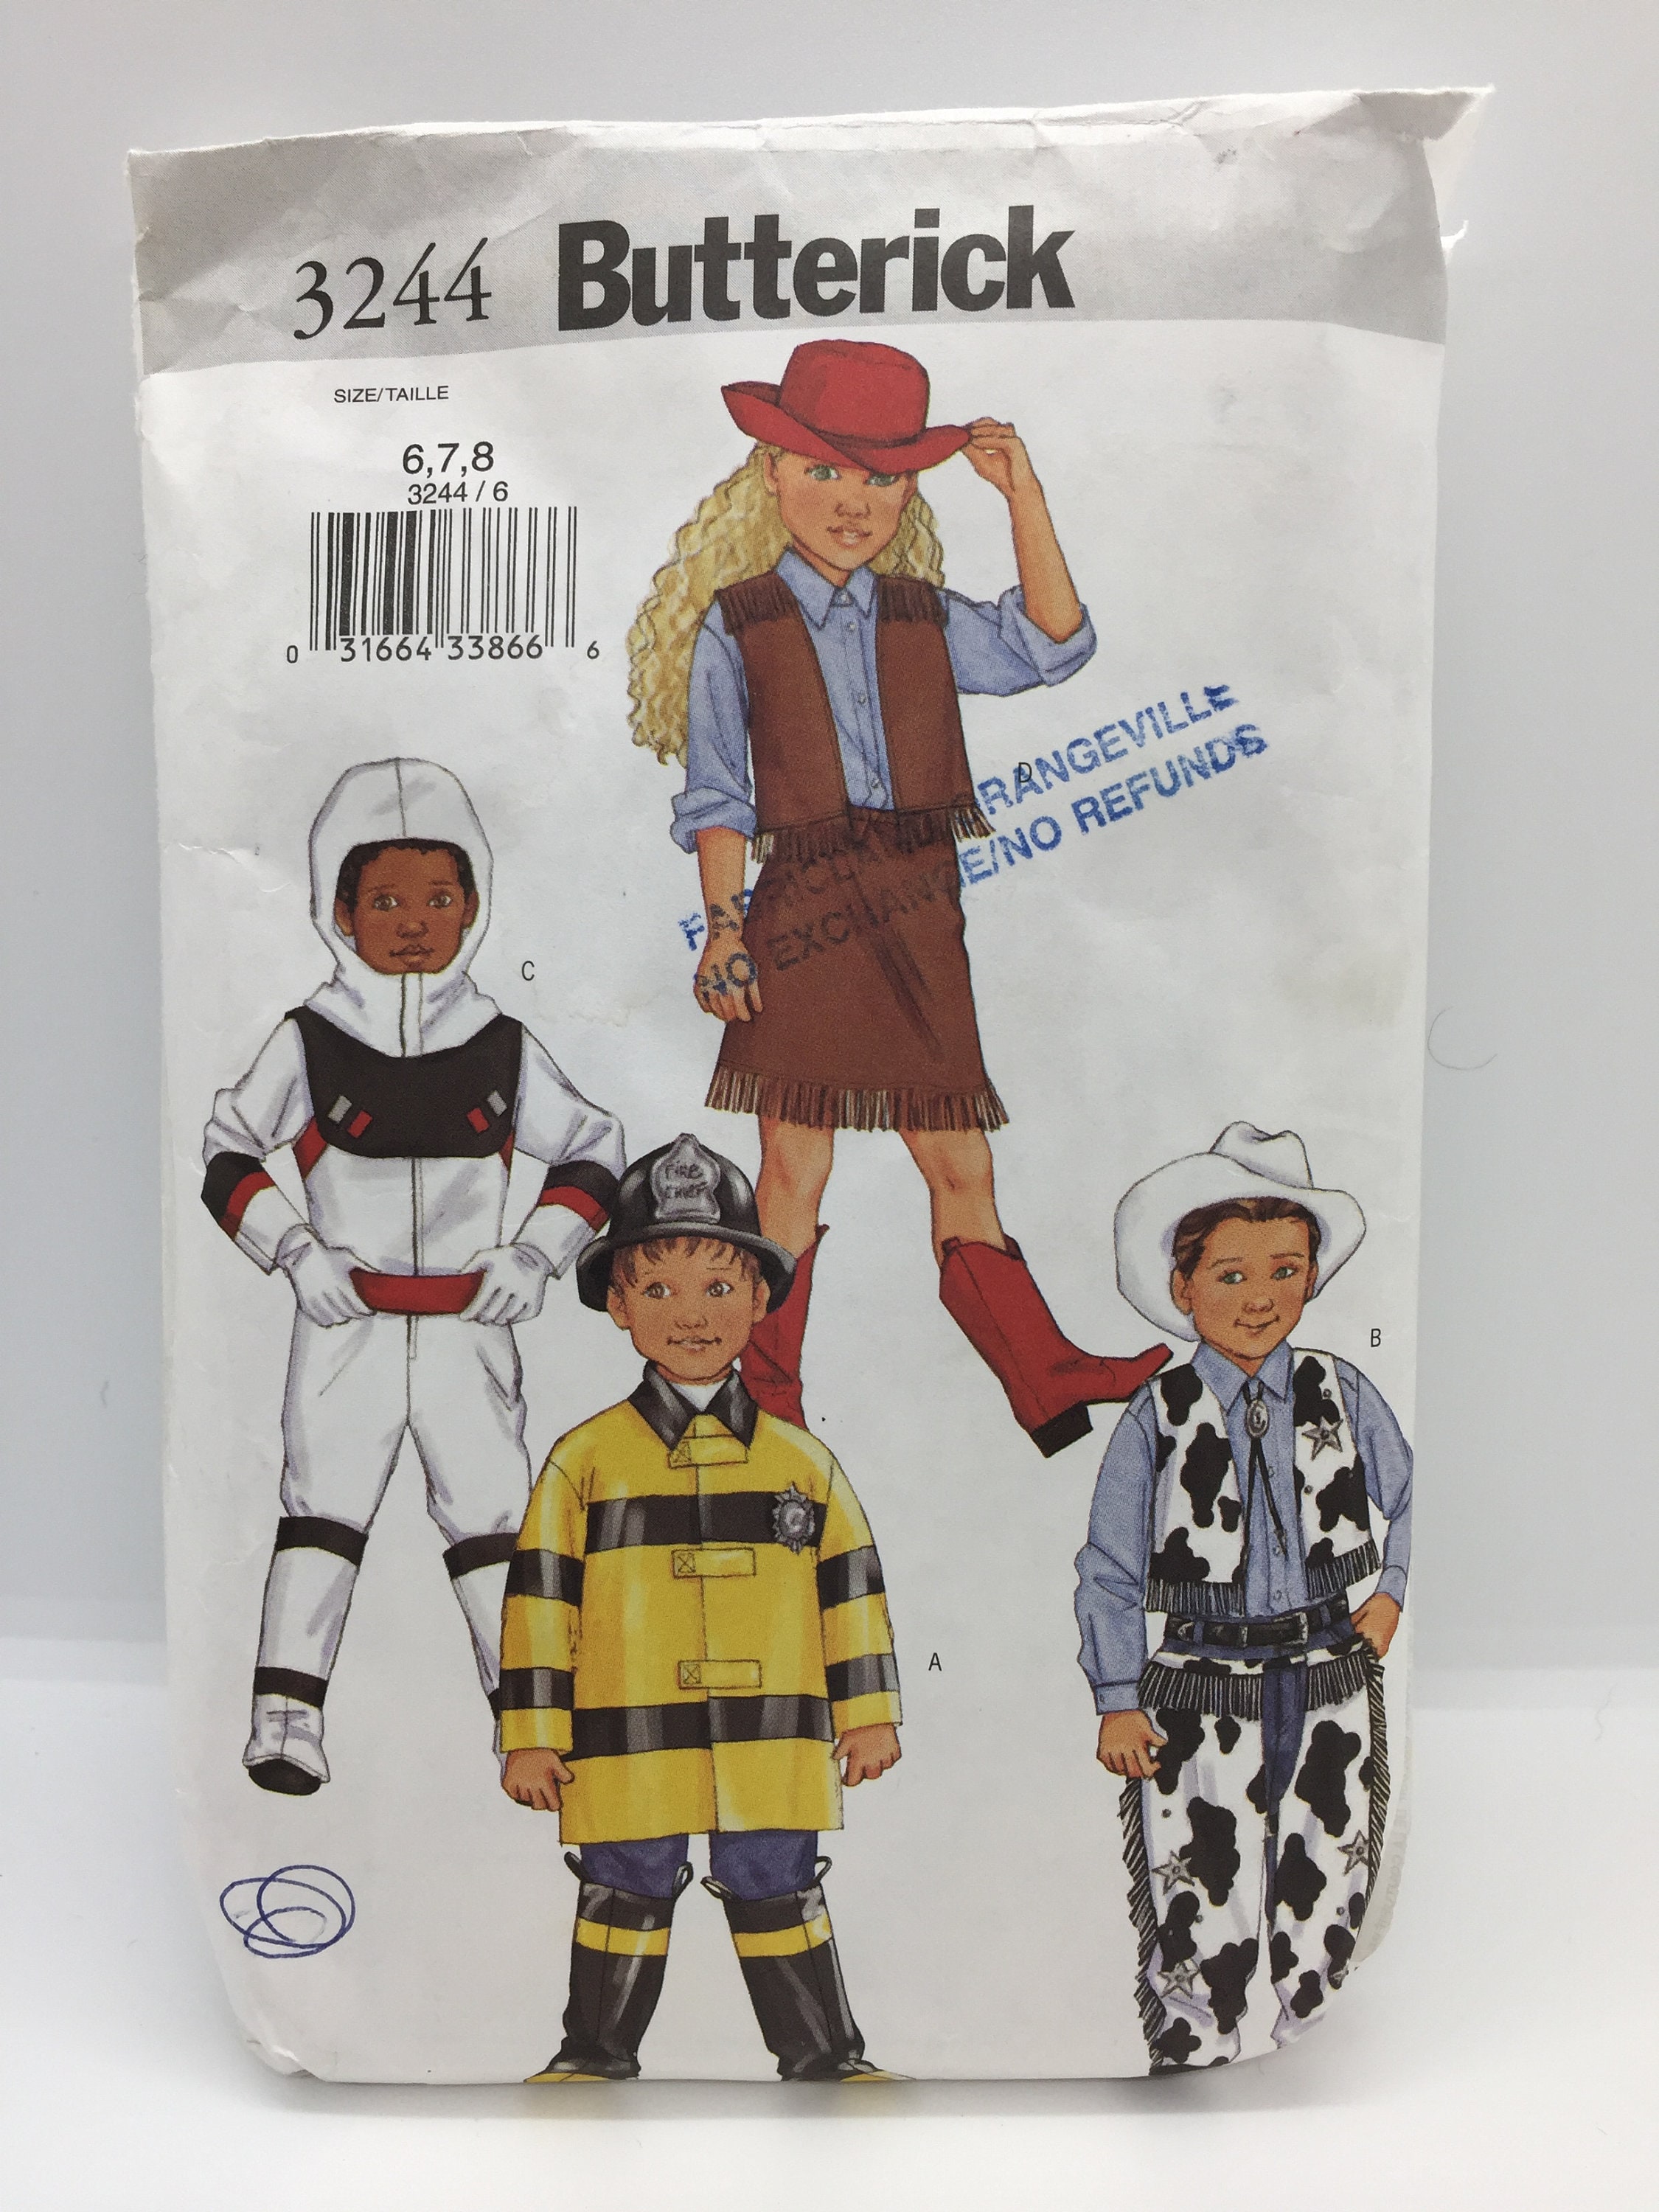 3244 Butterick
SIZE/TAILLE
6,7,8
3244 / 6
0 31664 33866 6
D
RANGEVILLE
NO EXCHANGE/NO REFUNDS
C
FIRE
CHIEF
B
A